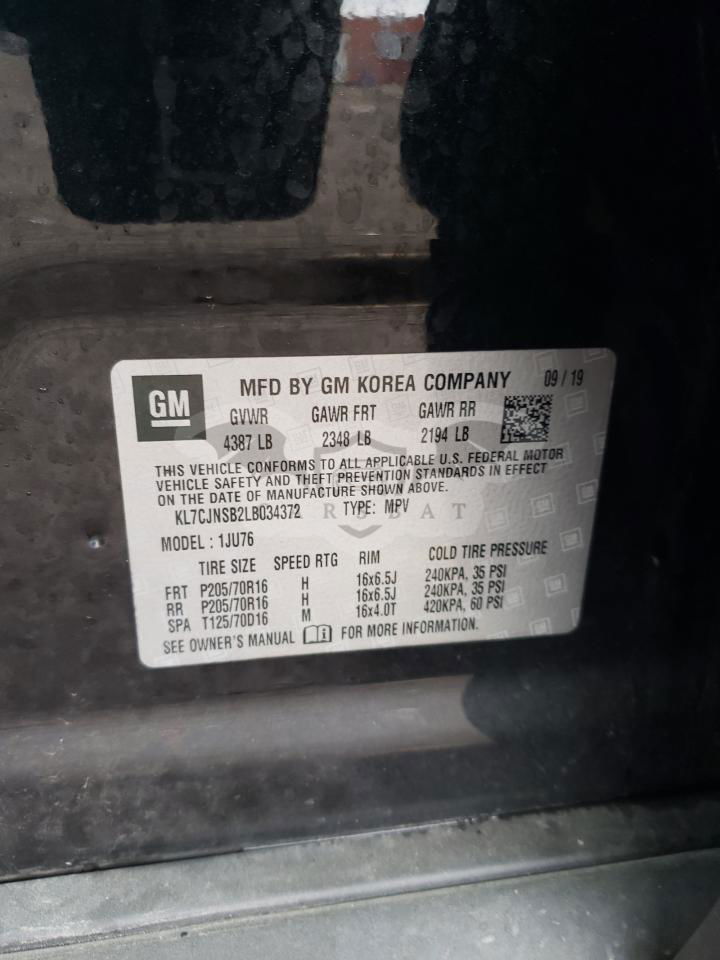 GM MFD BY GM KOREA COMPANY 09 / 19
GVWR GAWR FRT GAWR RR
4387 LB 2348 LB 2194 LB
THIS VEHICLE CONFORMS TO ALL APPLICABLE U.S. FEDERAL MOTOR
VEHICLE SAFETY AND THEFT PREVENTION STANDARDS IN EFFECT
ON THE DATE OF MANUFACTURE SHOWN ABOVE.
KL7CJNSB2LB034372 TYPE: MPV
MODEL : 1JU76
TIRE SIZE SPEED RTG RIM COLD TIRE PRESSURE
FRT P205/70R16 H 16x6.5J 240KPA, 35 PSI
RR P205/70R16 H 16x6.5J 240KPA, 35 PSI
SPA T125/70D16 M 16x4.0T 420KPA, 60 PSI
SEE OWNER'S MANUAL FOR MORE INFORMATION.